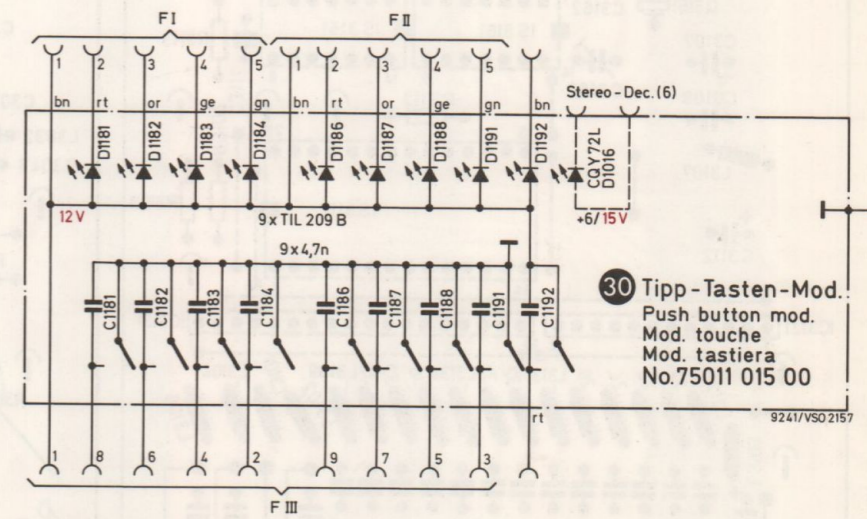 F I
F II
1 2 3 4 5 1 2 3 4 5
Stereo-Dec.(6)
bn rt or ge gn bn rt or ge gn bn
D1181 D1182 D1183 D1184 D1186 D1187 D1188 D1191 D1192 CQY72L D1016
12 V
9 x TIL 209 B
+6/15V
9 x 4,7n
C1181 C1182 C1183 C1184 C1186 C1187 C1188 C1191 C1192
30 Tipp-Tasten-Mod.
Push button mod.
Mod. touche
Mod. tastiera
No. 75011 015 00
rt
9241/VSO 2157
1 8 6 4 2 9 7 5 3
F III